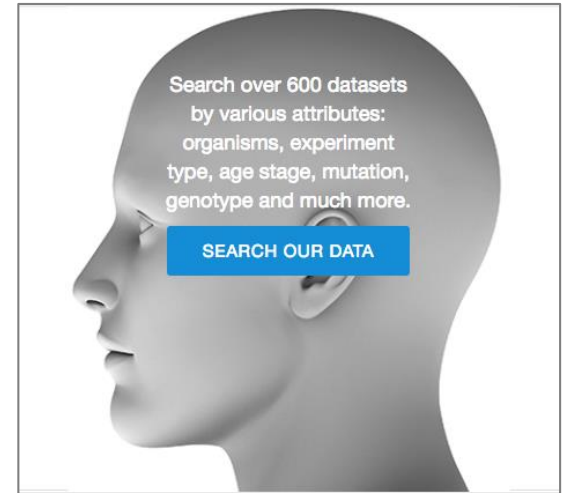 Search over 600 datasets
by various attributes:
organisms, experiment
type, age stage, mutation,
genotype and much more.
SEARCH OUR DATA